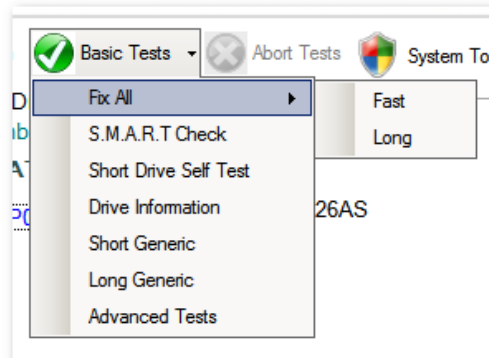 Basic Tests
Abort Tests
System To
Fix All
Fast
S.M.A.R.T Check
Long
Short Drive Self Test
Drive Information
26AS
Short Generic
Long Generic
Advanced Tests